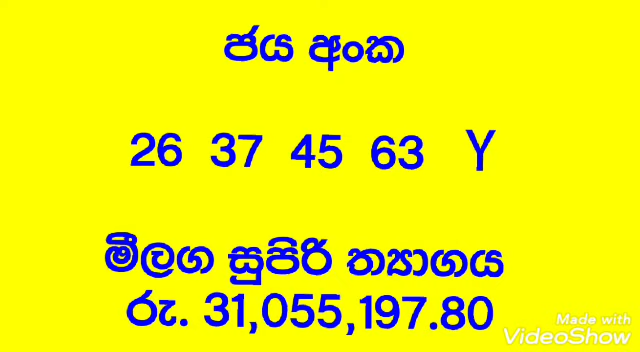 ජය අංක
26 37 45 63 Y
මීලග සුපිරි ත්‍යාගය
රු. 31,055,197.80
Made with
VideoShow